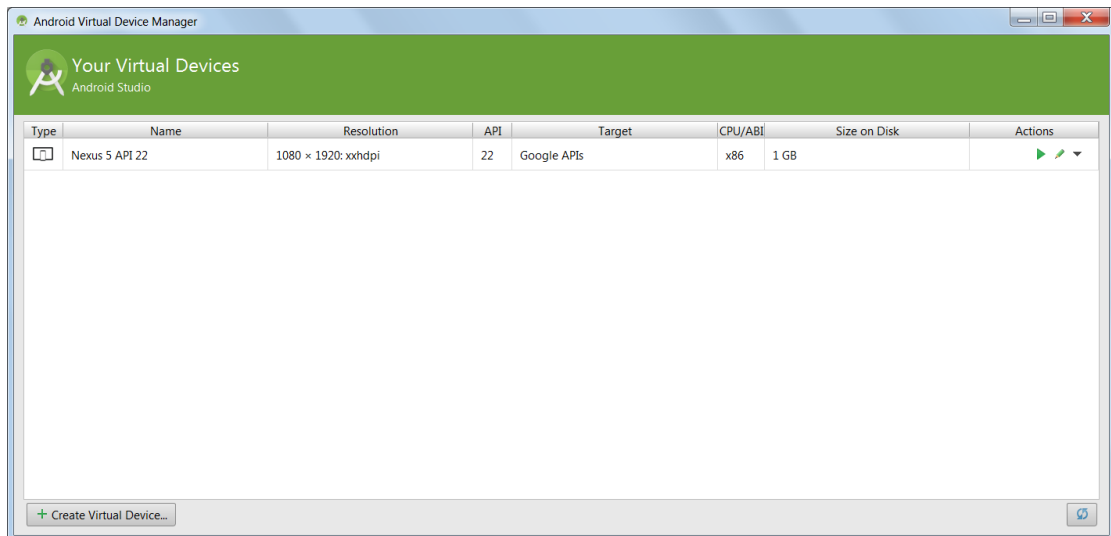 Android Virtual Device Manager
Your Virtual Devices
Android Studio
Type Name Resolution API Target CPU/ABI Size on Disk Actions
Nexus 5 API 22 1080 × 1920: xxhdpi 22 Google APIs x86 1 GB
+ Create Virtual Device...